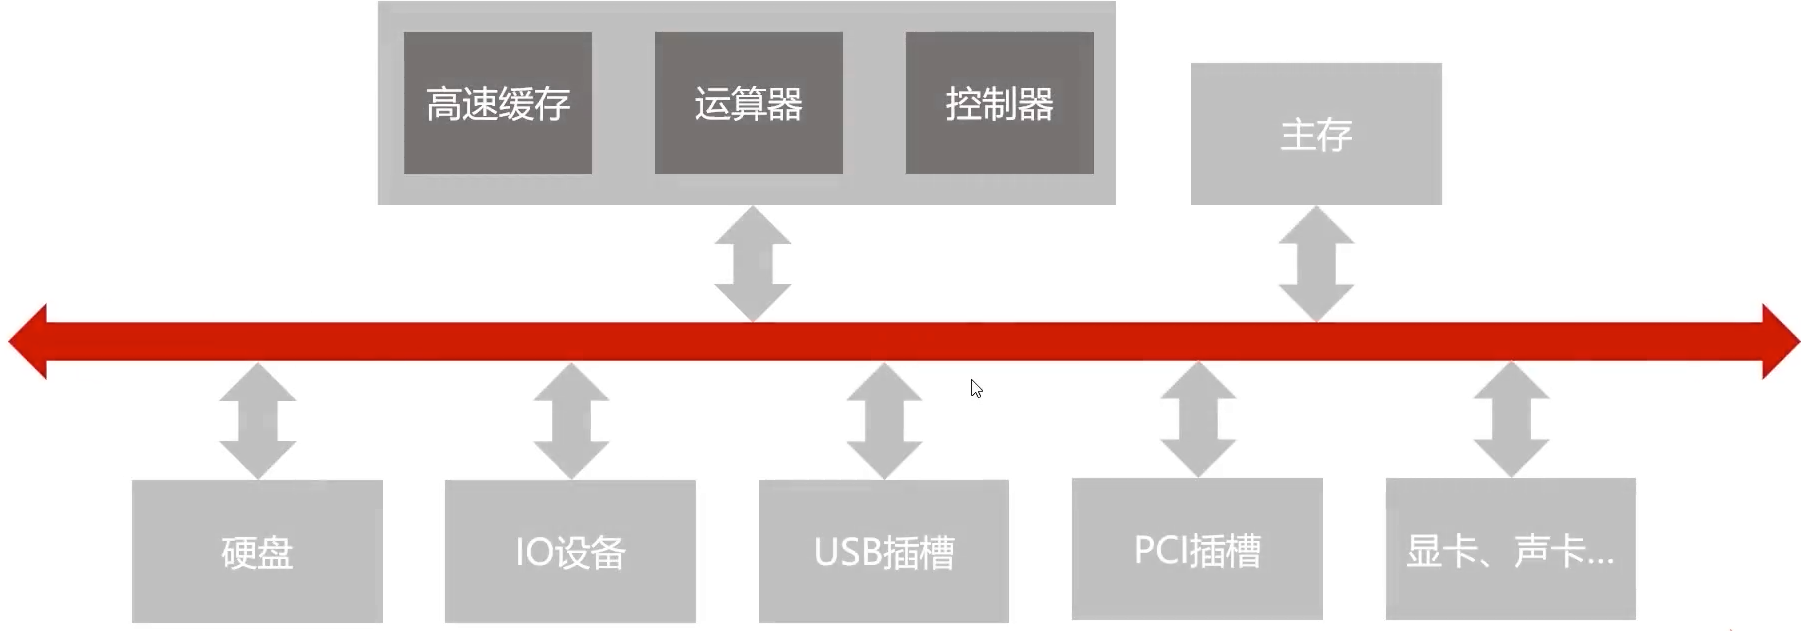 高速缓存
运算器
控制器
主存
硬盘
IO设备
USB插槽
PCI插槽
显卡、声卡...